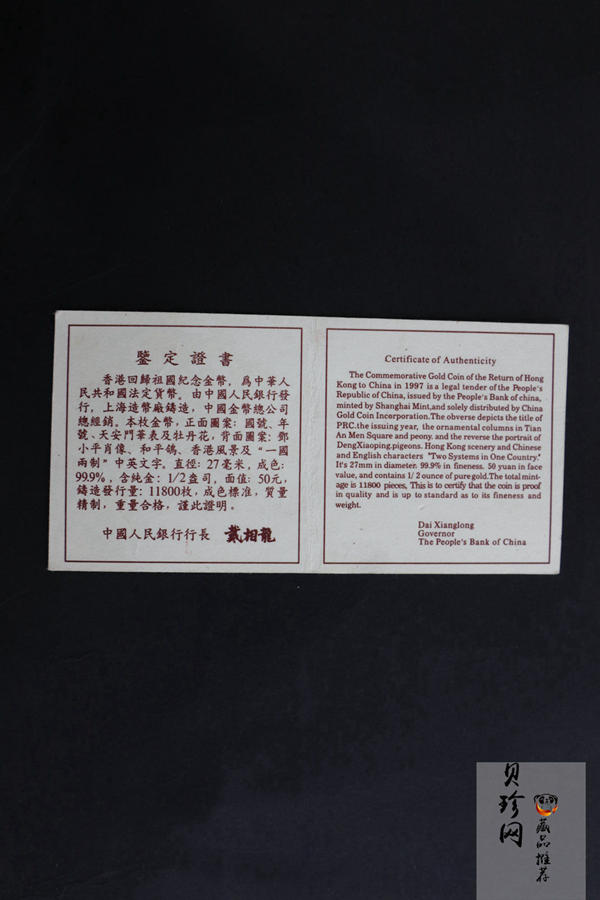 鑒定證書
香港回歸祖國紀念金幣，爲中華人
民共和國法定貨幣。由中國人民銀行發
行，上海造幣廠鑄造，中國金幣總公司
總經銷。本枚金幣，正面圖案：國號、年
號、天安門華表及牡丹花，背面圖案：鄧
小平肖像、和平鴿、香港風景及“一國
兩制”中英文字。直徑：27毫米，成色：
99.9%，含純金：1/2盎司，面值：50元，
鑄造發行量：11800枚，成色標准，質量
精制，重量合格，謹此證明。
中國人民銀行行長 戴相龍
Certificate of Authenticity
The Commemorative Gold Coin of the Return of Hong
Kong to China in 1997 is a legal tender of the People's
Republic of China, issued by the People's Bank of china,
minted by Shanghai Mint,and solely distributed by China
Gold Coin Incorporation.The obverse depicts the title of
PRC.the issuing year, the ornamental columns in Tian
An Men Square and peony. and the reverse the portrait of
DengXiaoping.pigeons. Hong Kong scenery and Chinese
and English characters "Two Systems in One Country."
It's 27mm in diameter. 99.9% in fineness. 50 yuan in face
value, and contains 1/2 ounce of pure gold.The total mint-
age is 11800 pieces, This is to certify that the coin is proof
in quality and is up to standard as to its fineness and
weight.
Dai Xianglong
Governor
The People's Bank of China
贝珍网
藏品推荐